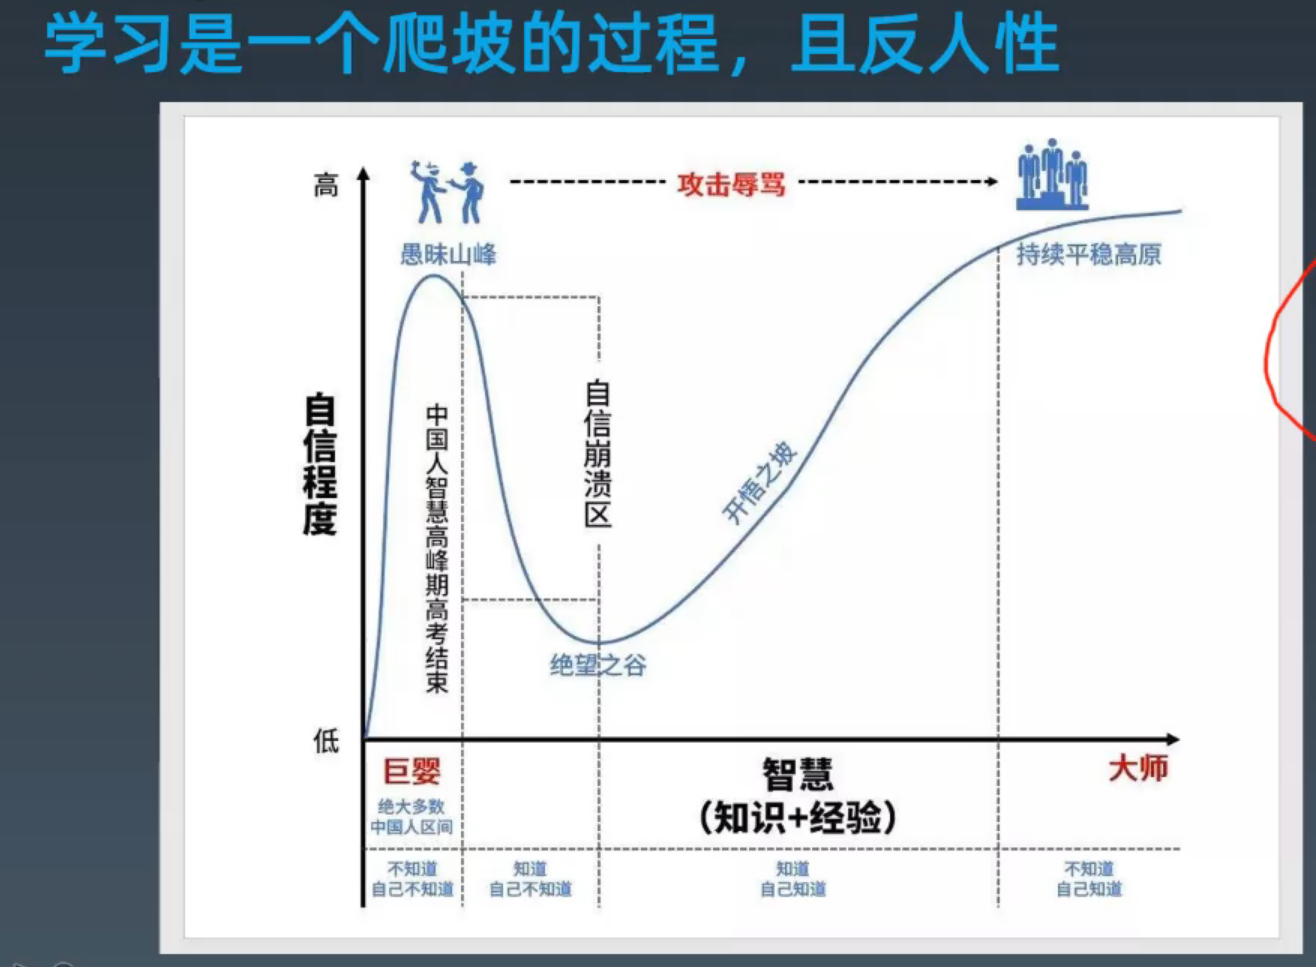 学习是一个爬坡的过程，且反人性
高
攻击辱骂
愚昧山峰
持续平稳高原
自信程度
中国人智慧高峰期高考结束
自信崩溃区
开悟之坡
绝望之谷
低
巨婴
智慧
大师
绝大多数
中国人区间
（知识+经验）
不知道
自己不知道
知道
自己不知道
知道
自己知道
不知道
自己知道